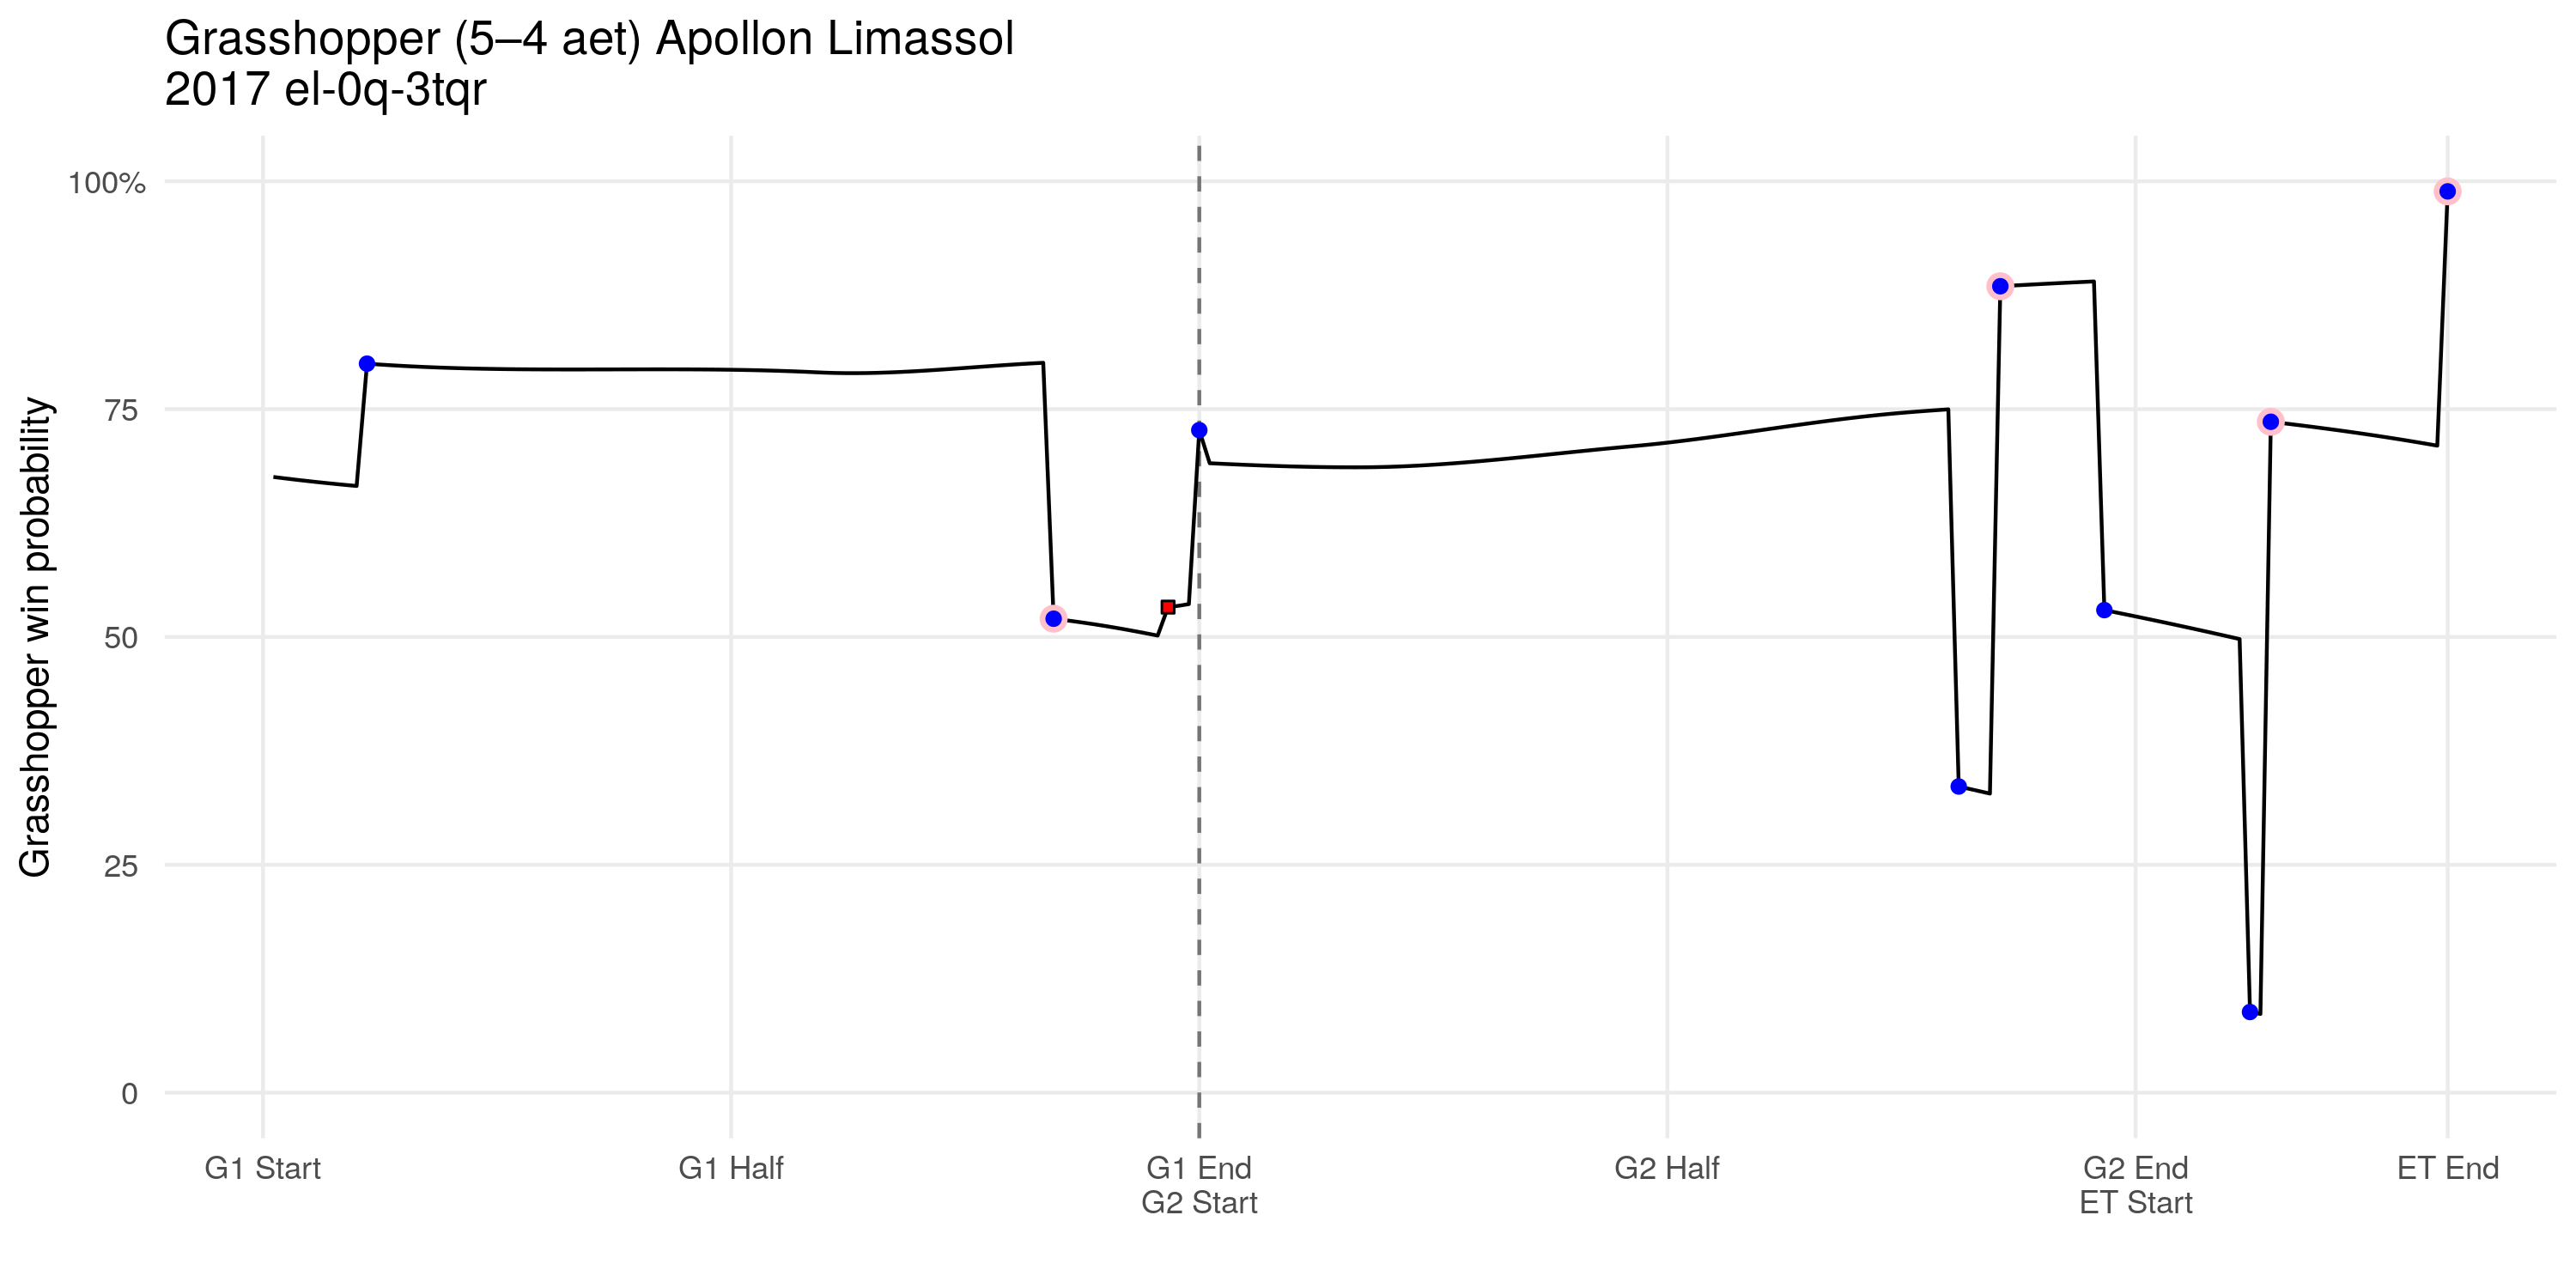 Grasshopper (5–4 aet) Apollon Limassol
2017 el-0q-3tqr
Grasshopper win probability
100%
75
50
25
0
G1 Start
G1 Half
G1 End
G2 Start
G2 Half
G2 End
ET Start
ET End